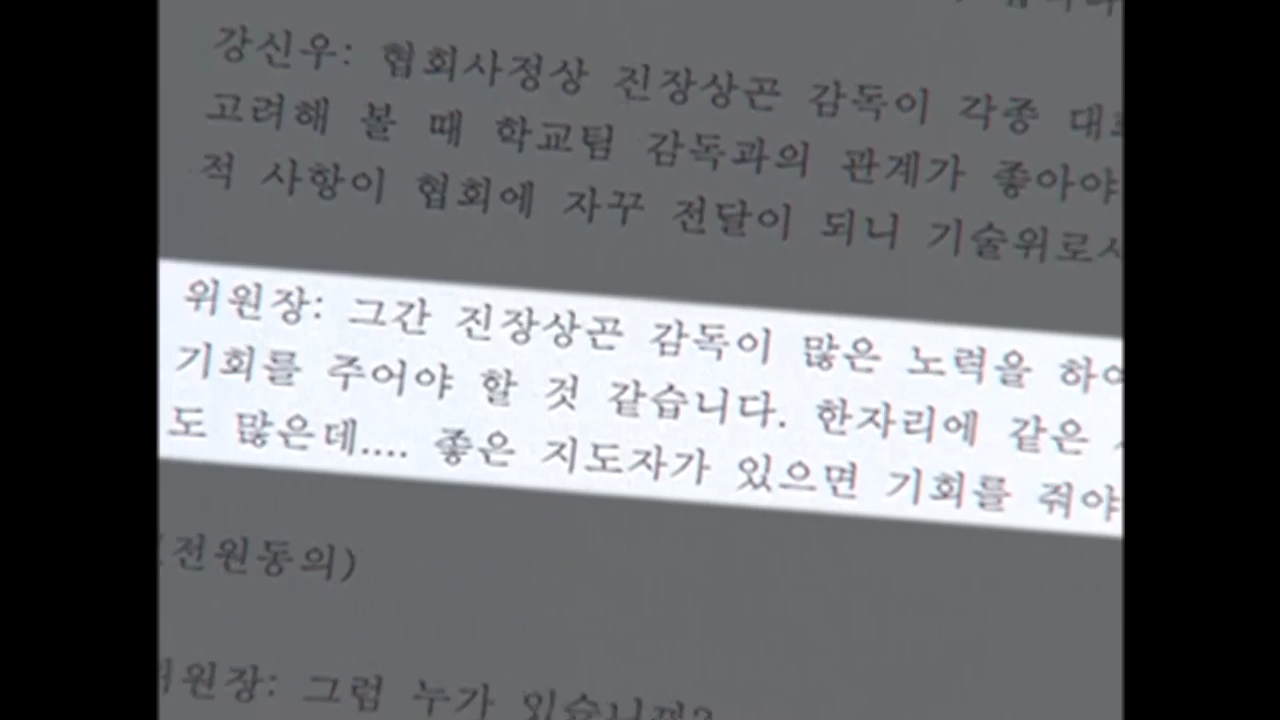 강신우: 협회사정상 진장상곤 감독이 각종
고려해 볼 때 학교팀 감독과의 관계가 좋아야
적 사항이 협회에 자꾸 전달이 되니 기술위로서
위원장: 그간 진장상곤 감독이 많은 노력을
기회를 주어야 할 것 같습니다. 한자리에 같은
도 많은데.... 좋은 지도자가 있으면 기회를 줘야
(전원동의)
위원장: 그럼 누가 있습니까?